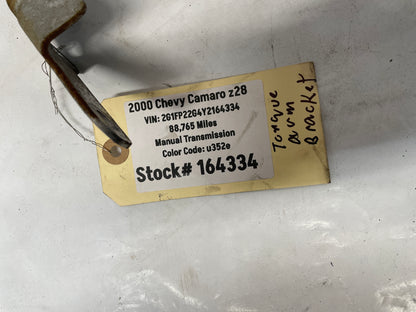 2000 Chevy Camaro z28
VIN: 2G1FP22G4Y2164334
88,765 Miles
Manual Transmission
Color Code: u352e
Stock# 164334
Torque
arm
Bracket